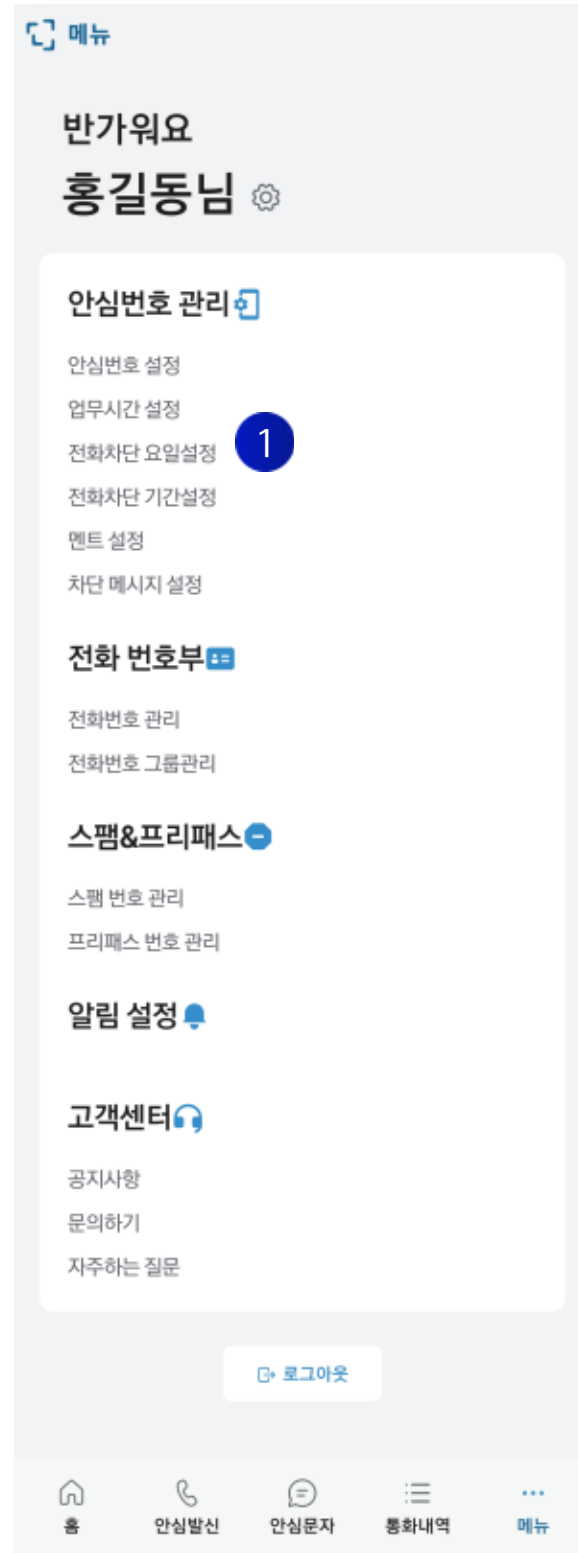 메뉴
반가워요
홍길동님
안심번호 관리
안심번호 설정
업무시간 설정
전화차단 요일설정
1
전화차단 기간설정
멘트 설정
차단 메시지 설정
전화 번호부
전화번호 관리
전화번호 그룹관리
스팸&프리패스
스팸 번호 관리
프리패스 번호 관리
알림 설정
고객센터
공지사항
문의하기
자주하는 질문
로그아웃
홈 안심발신 안심문자 통화내역 메뉴